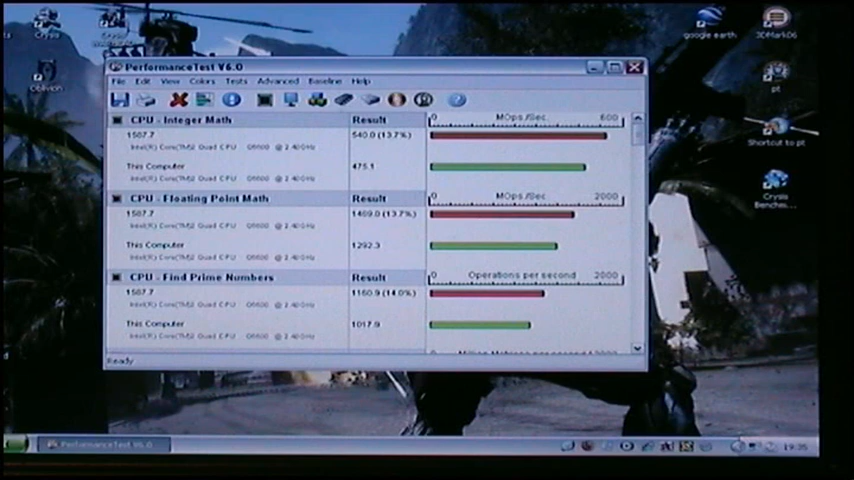 Crysis
google earth
3DMark06
Oblivion
pt
Shortcut to pt
Crysis
Benchm...
PerformanceTest V6.0
File Edit View Colors Tests Advanced Baseline Help
CPU - Integer Math Result 0 MOps./Sec. 600
1587.7 540.0 (13.7%)
Intel(R) Core(TM)2 Quad CPU Q6600 @ 2.40GHz
This Computer 475.1
Intel(R) Core(TM)2 Quad CPU Q6600 @ 2.40GHz
CPU - Floating Point Math Result 0 MOps./Sec. 2000
1587.7 1469.0 (13.7%)
Intel(R) Core(TM)2 Quad CPU Q6600 @ 2.40GHz
This Computer 1292.3
Intel(R) Core(TM)2 Quad CPU Q6600 @ 2.40GHz
CPU - Find Prime Numbers Result 0 Operations per second 2000
1587.7 1160.9 (14.0%)
Intel(R) Core(TM)2 Quad CPU Q6600 @ 2.40GHz
This Computer 1017.9
Intel(R) Core(TM)2 Quad CPU Q6600 @ 2.40GHz
Ready
PerformanceTest V6.0
19:35